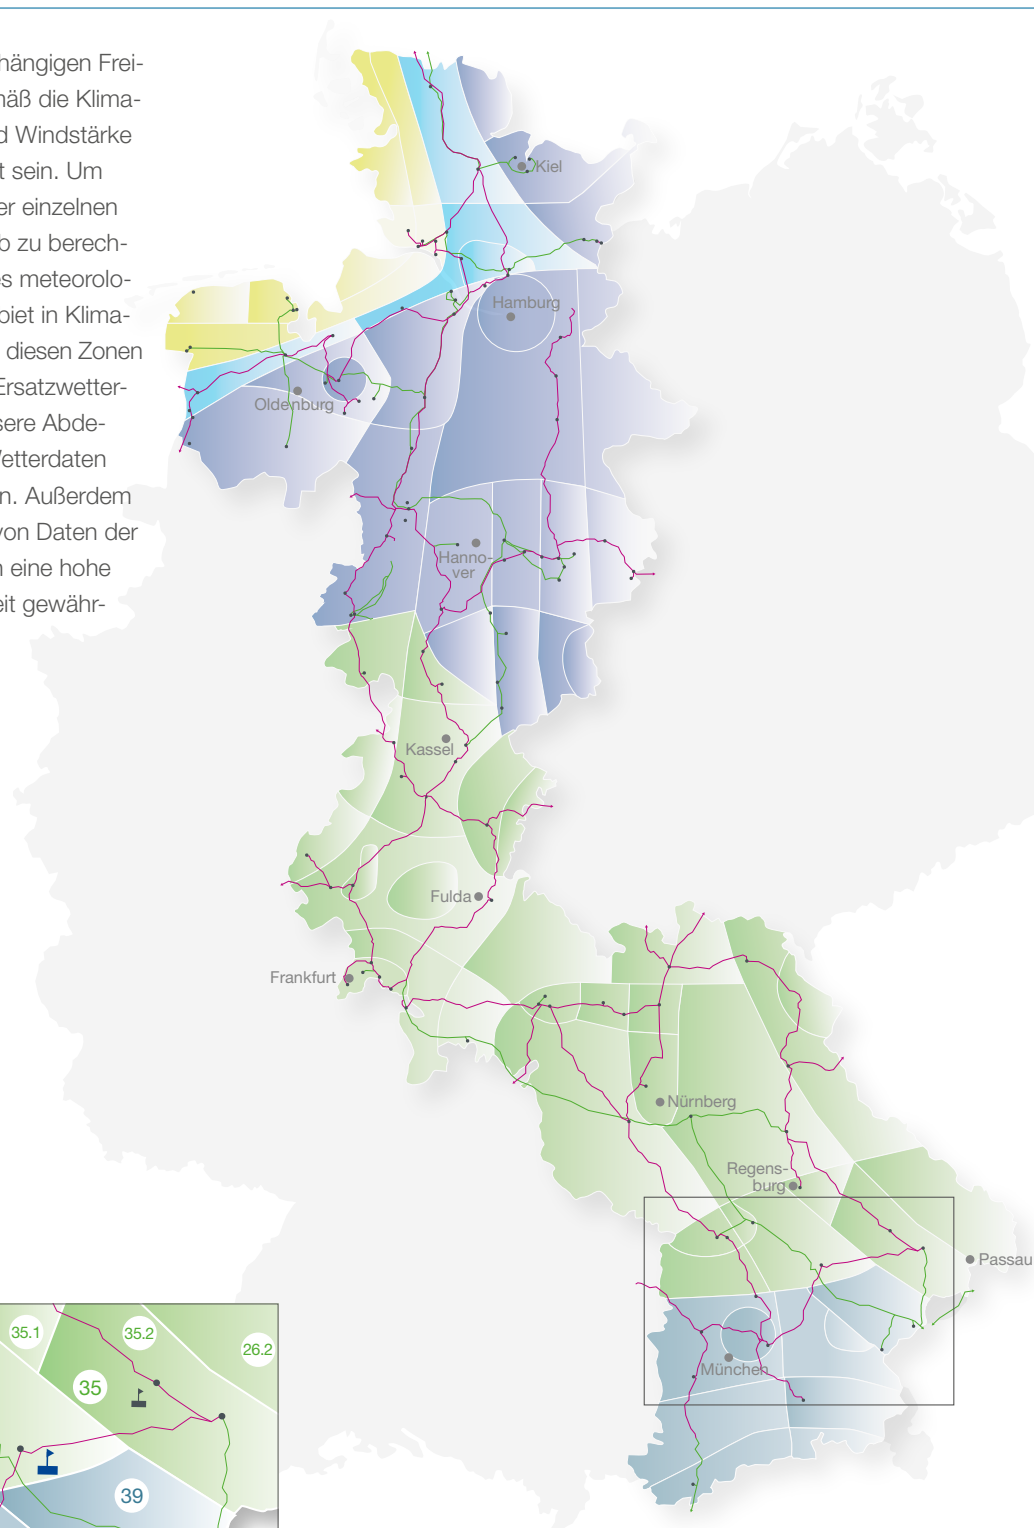 hängigen Frei-
mäß die Klima-
d Windstärke
t sein. Um
er einzelnen
b zu berech-
es meteorolo-
biet in Klima-
diesen Zonen
Ersatzwetter-
sere Abde-
Wetterdaten
n. Außerdem
von Daten der
n eine hohe
eit gewähr-
Kiel
Hamburg
Oldenburg
Hanno-
ver
Kassel
Fulda
Frankfurt
Nürnberg
Regens-
burg
Passau
München
35.1
35.2
26.2
35
39